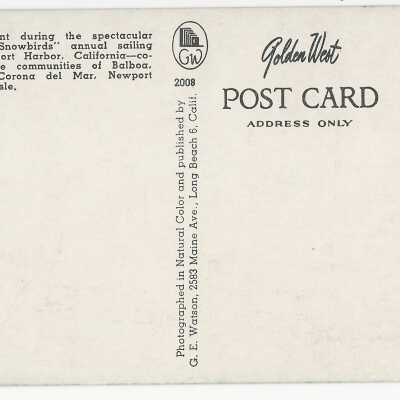 nt during the spectacular
Snowbirds" annual sailing
ort Harbor, California—co-
e communities of Balboa,
Corona del Mar, Newport
sle.
GW
2008
Photographed in Natural Color and published by
G. E. Watson, 2583 Maine Ave., Long Beach 6, Calif.
Golden West
POST CARD
ADDRESS ONLY